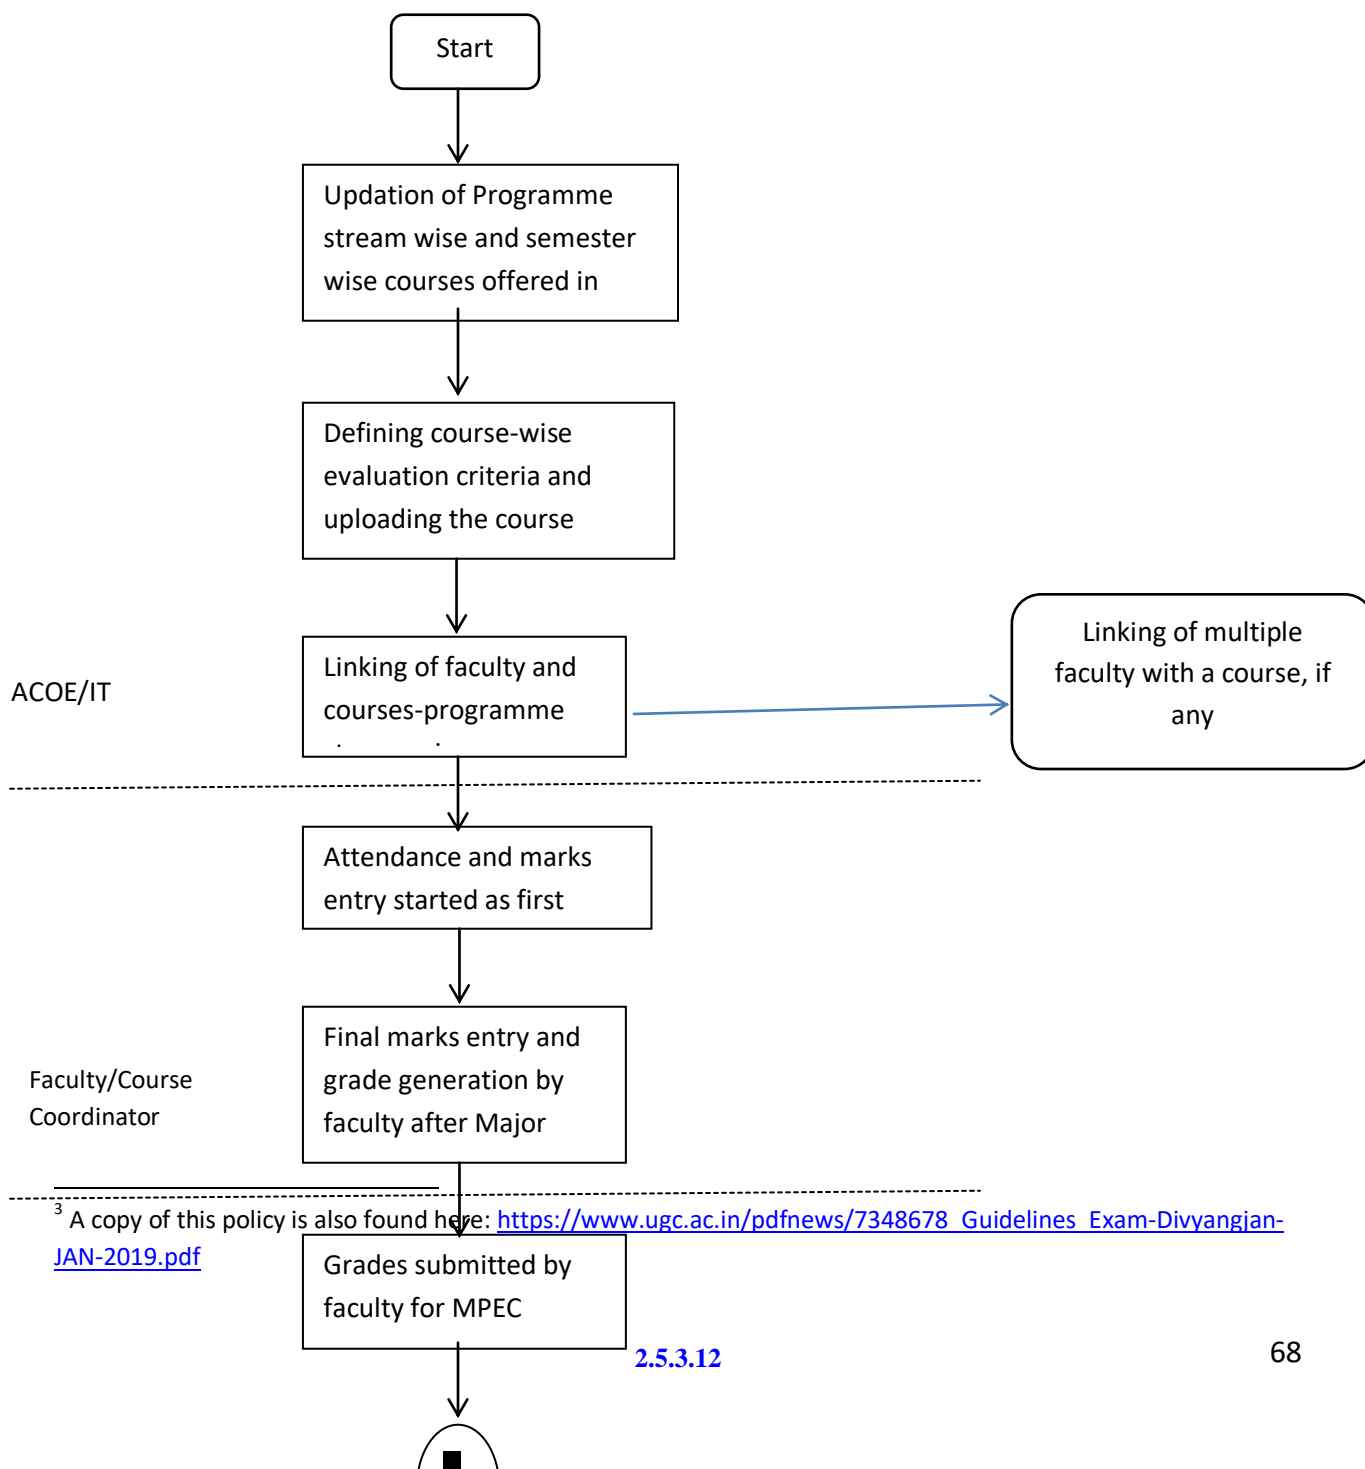 Start
Updation of Programme
stream wise and semester
wise courses offered in
Defining course-wise
evaluation criteria and
uploading the course
Linking of faculty and
courses-programme
ACOE/IT
Linking of multiple
faculty with a course, if
any
Attendance and marks
entry started as first
Final marks entry and
grade generation by
faculty after Major
Faculty/Course
Coordinator
3 A copy of this policy is also found here: https://www.ugc.ac.in/pdfnews/7348678_Guidelines_Exam-Divyangjan-
JAN-2019.pdf
Grades submitted by
faculty for MPEC
2.5.3.12
68